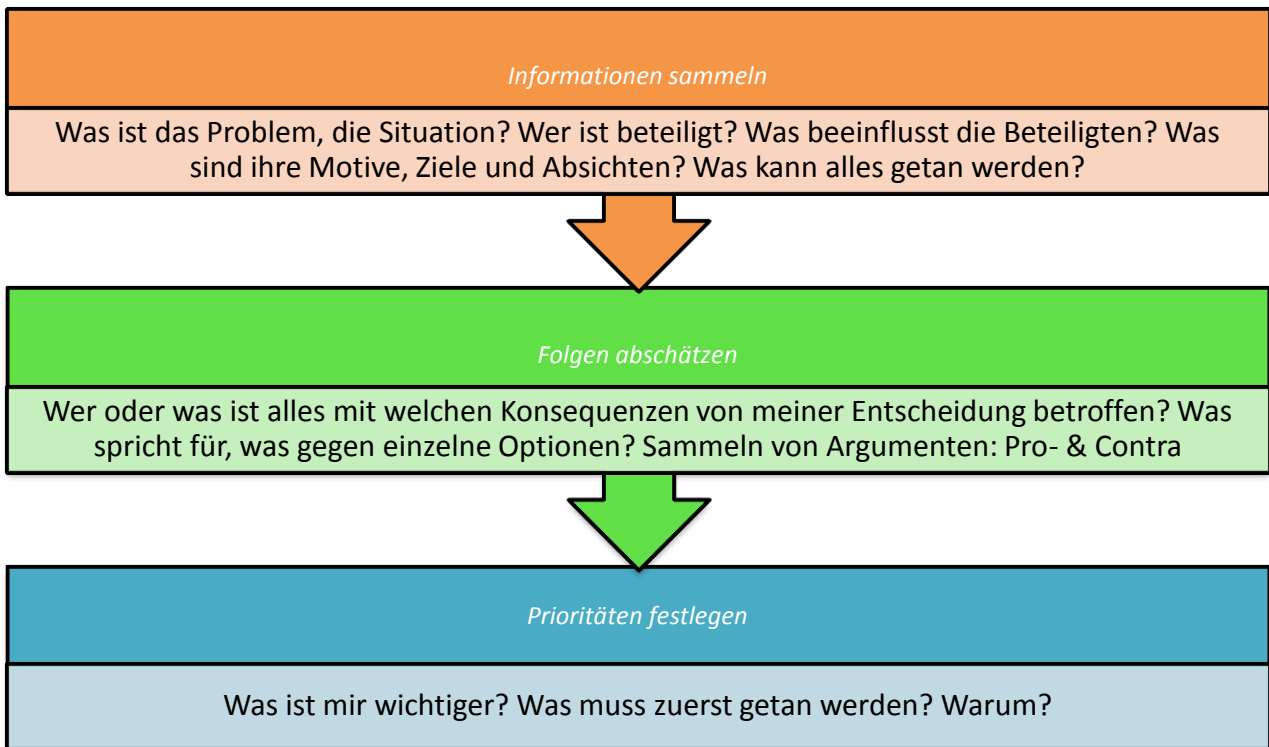 Informationen sammeln
Was ist das Problem, die Situation? Wer ist beteiligt? Was beeinflusst die Beteiligten? Was
sind ihre Motive, Ziele und Absichten? Was kann alles getan werden?
Folgen abschätzen
Wer oder was ist alles mit welchen Konsequenzen von meiner Entscheidung betroffen? Was
spricht für, was gegen einzelne Optionen? Sammeln von Argumenten: Pro- & Contra
Prioritäten festlegen
Was ist mir wichtiger? Was muss zuerst getan werden? Warum?